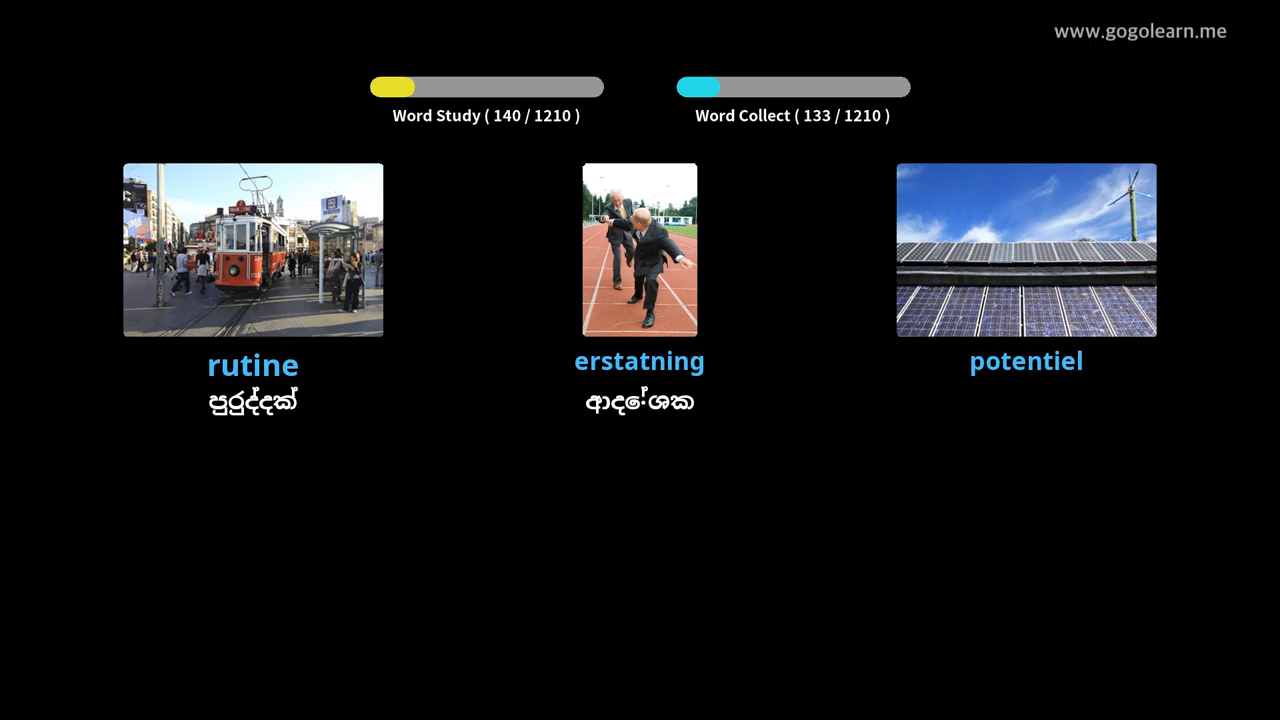 www.gogolearn.me
Word Study ( 140 / 1210 )
Word Collect ( 133 / 1210 )
rutine
erstatning
potentiel
පුරුද්දක්
ආදේශක